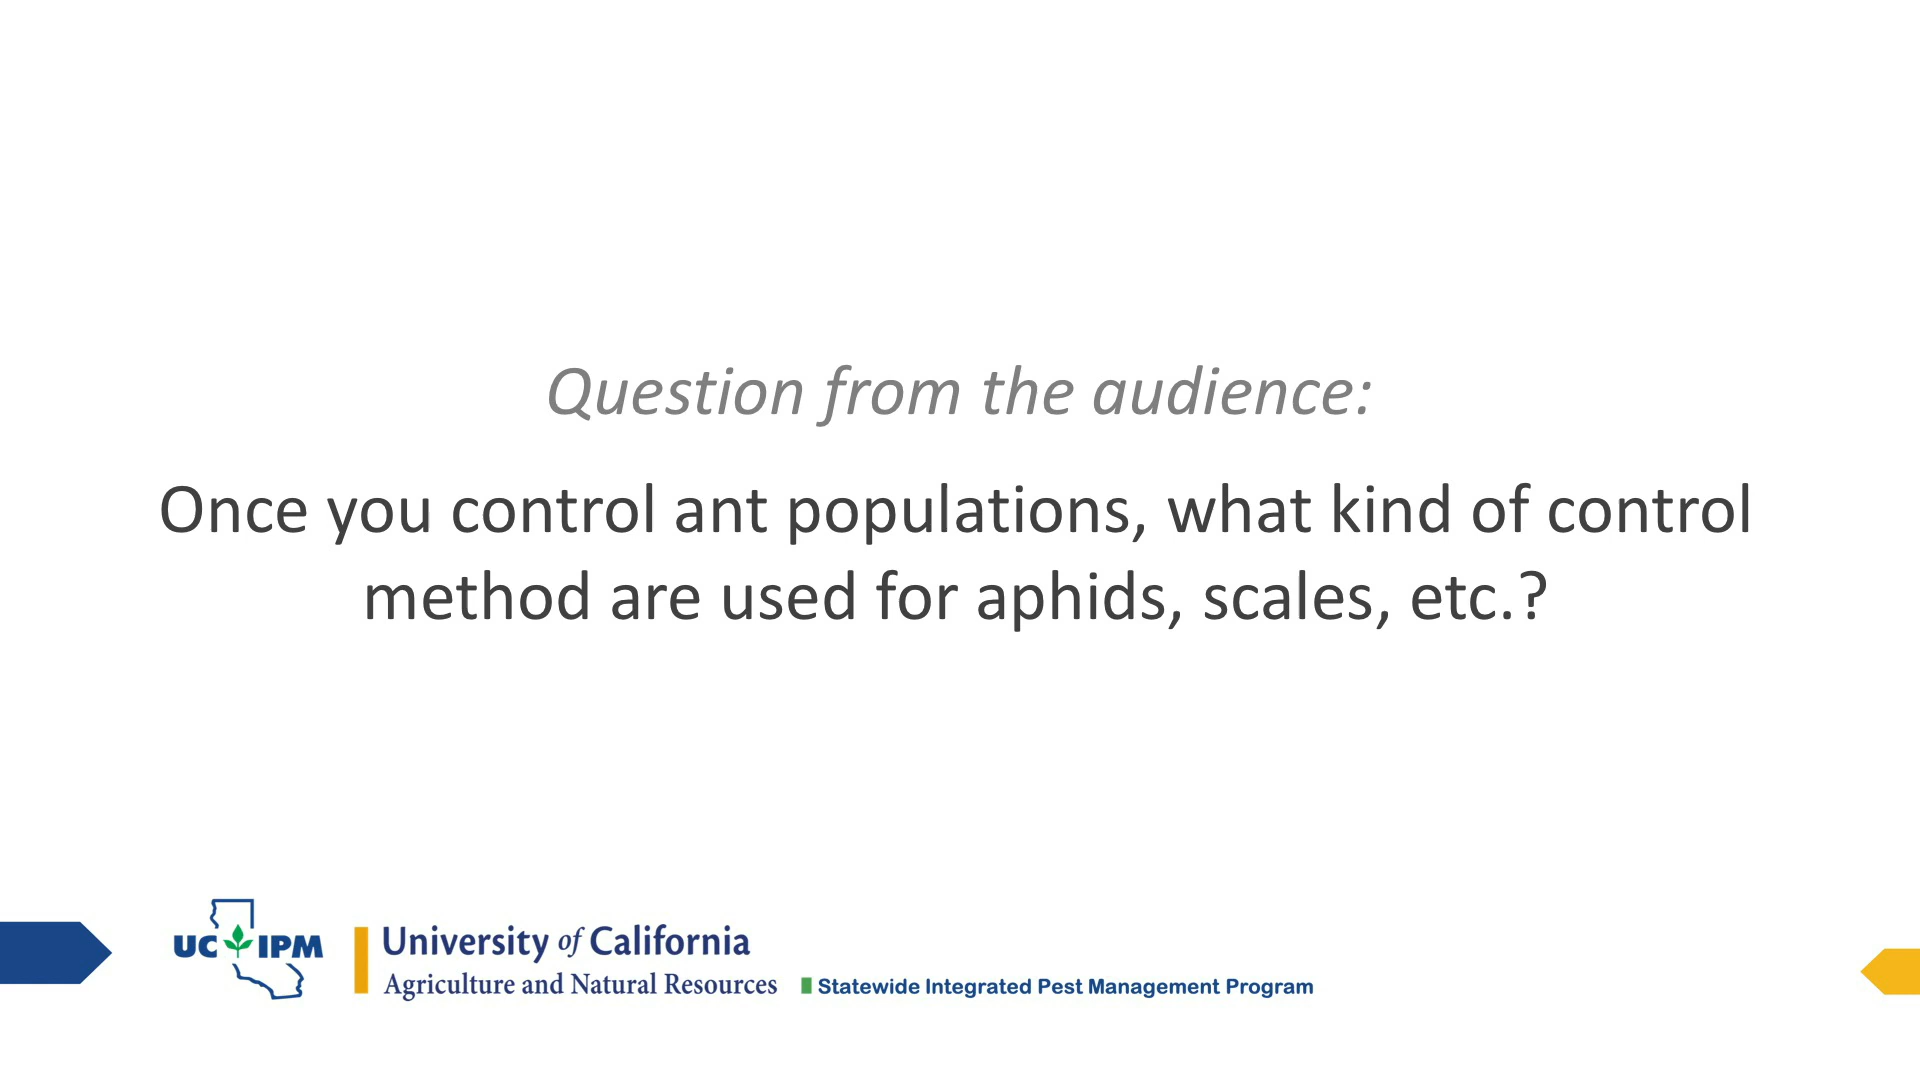 Question from the audience:
Once you control ant populations, what kind of control
method are used for aphids, scales, etc.?
UC IPM
University of California
Agriculture and Natural Resources
Statewide Integrated Pest Management Program